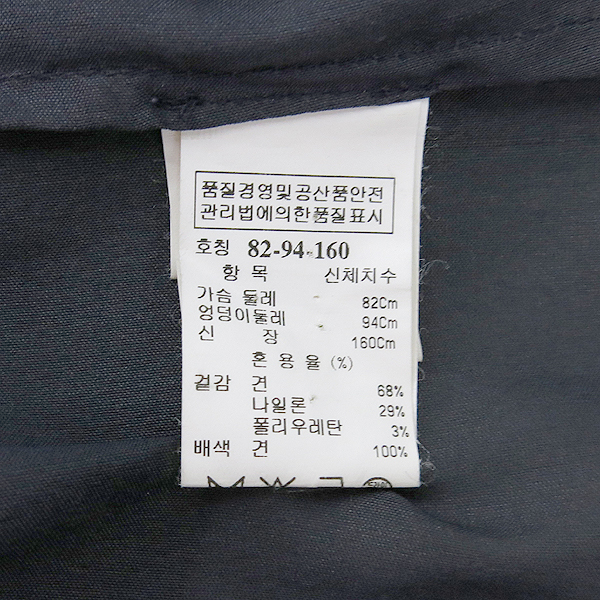 품질경영및공산품안전
관리법에의한품질표시
호칭 82-94-160
항 목 신체치수
가슴 둘레 82Cm
엉덩이둘레 94Cm
신 장 160Cm
혼 용 율 (%)
겉감 견 68%
나일론 29%
폴리우레탄 3%
배색 견 100%